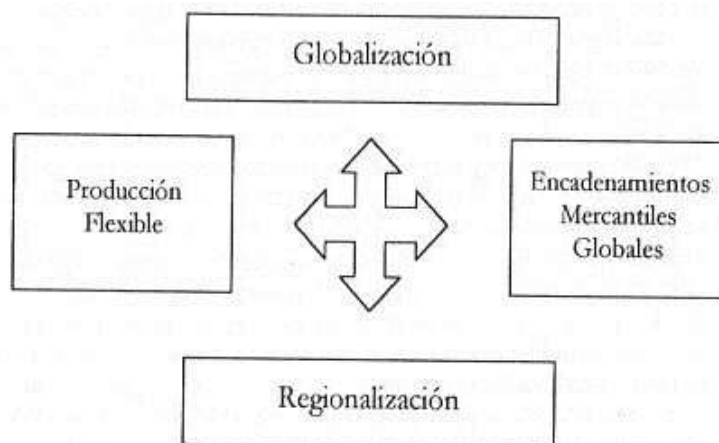 Globalización
Producción
Flexible
Encadenamientos
Mercantiles
Globales
Regionalización